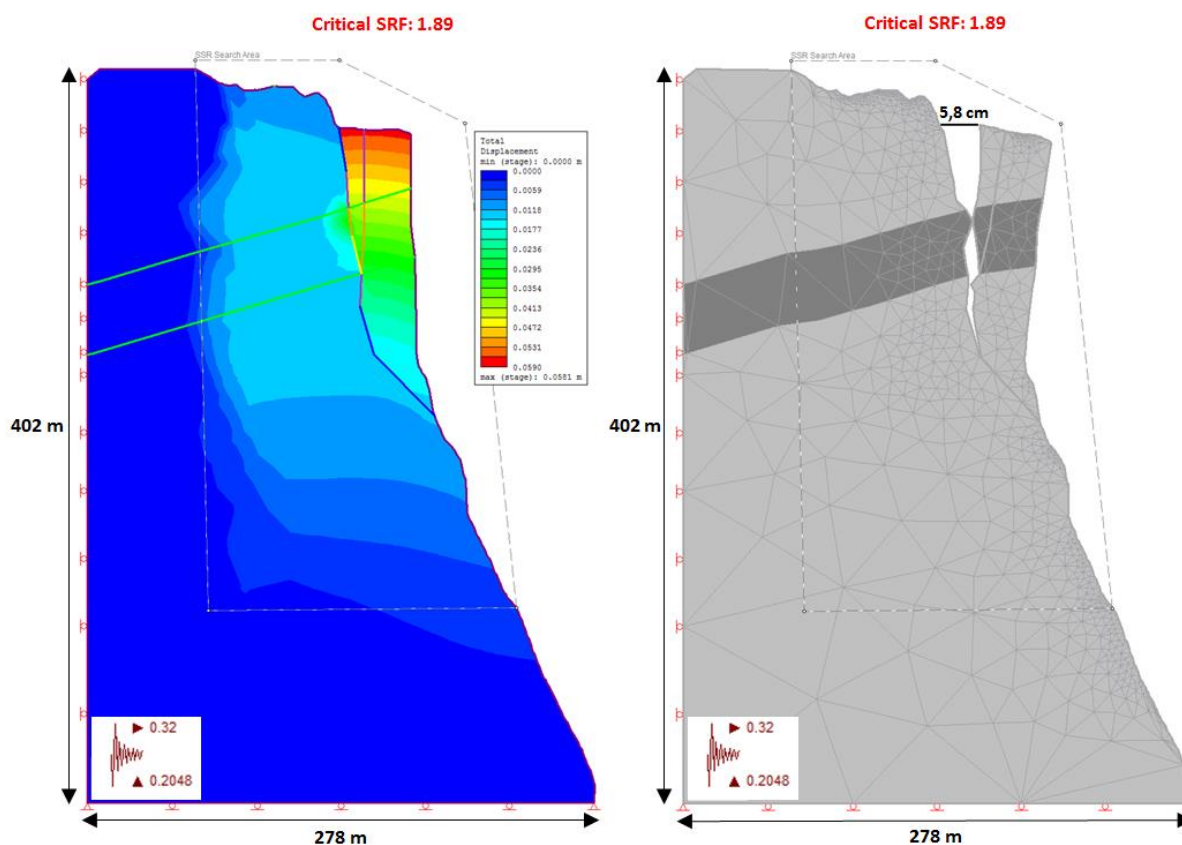 Critical SRF: 1.89
SSR Search Area
Total
Displacement
min (stage): 0.0000 m
0.0000
0.0059
0.0118
0.0177
0.0236
0.0295
0.0354
0.0413
0.0472
0.0531
0.0590
max (stage): 0.0581 m
402 m
0.32
0.2048
278 m
Critical SRF: 1.89
SSR Search Area
5,8 cm
402 m
0.32
0.2048
278 m